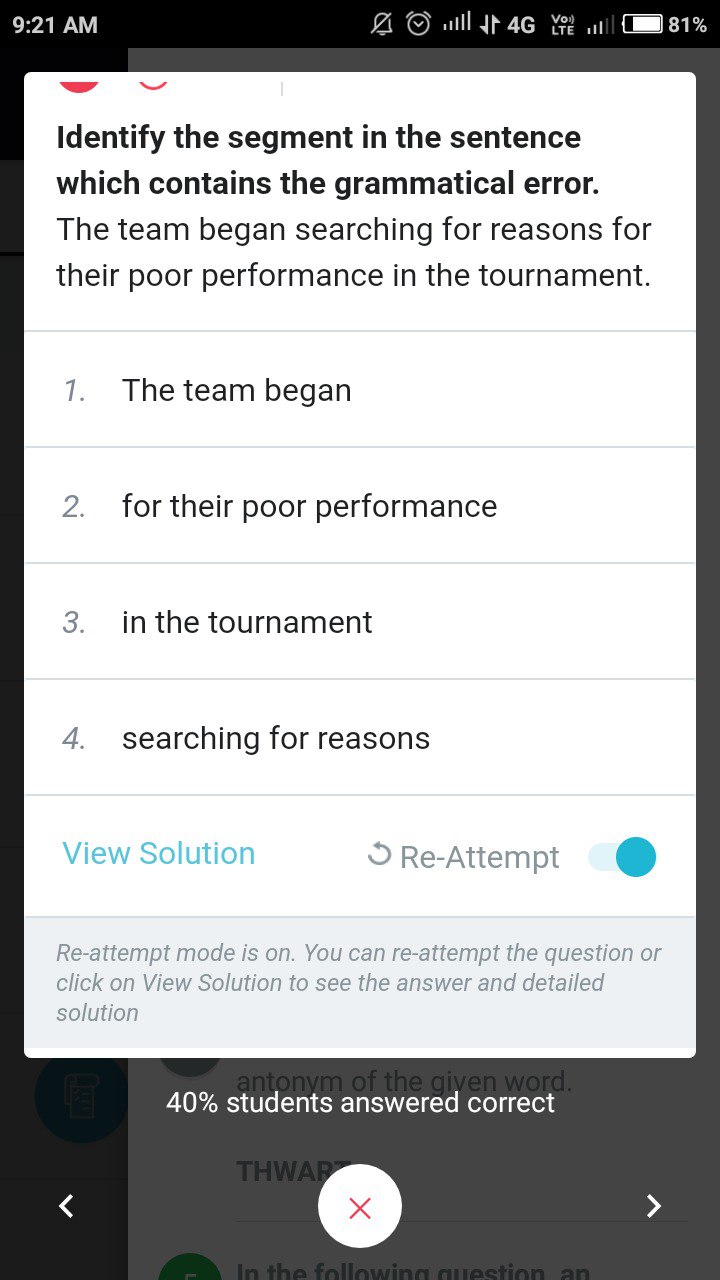 9:21 AM 4G VoLTE 81%
Identify the segment in the sentence
which contains the grammatical error.
The team began searching for reasons for
their poor performance in the tournament.
1. The team began
2. for their poor performance
3. in the tournament
4. searching for reasons
View Solution Re-Attempt
Re-attempt mode is on. You can re-attempt the question or
click on View Solution to see the answer and detailed
solution
antonym of the given word.
40% students answered correct
THWART
5 In the following question, an